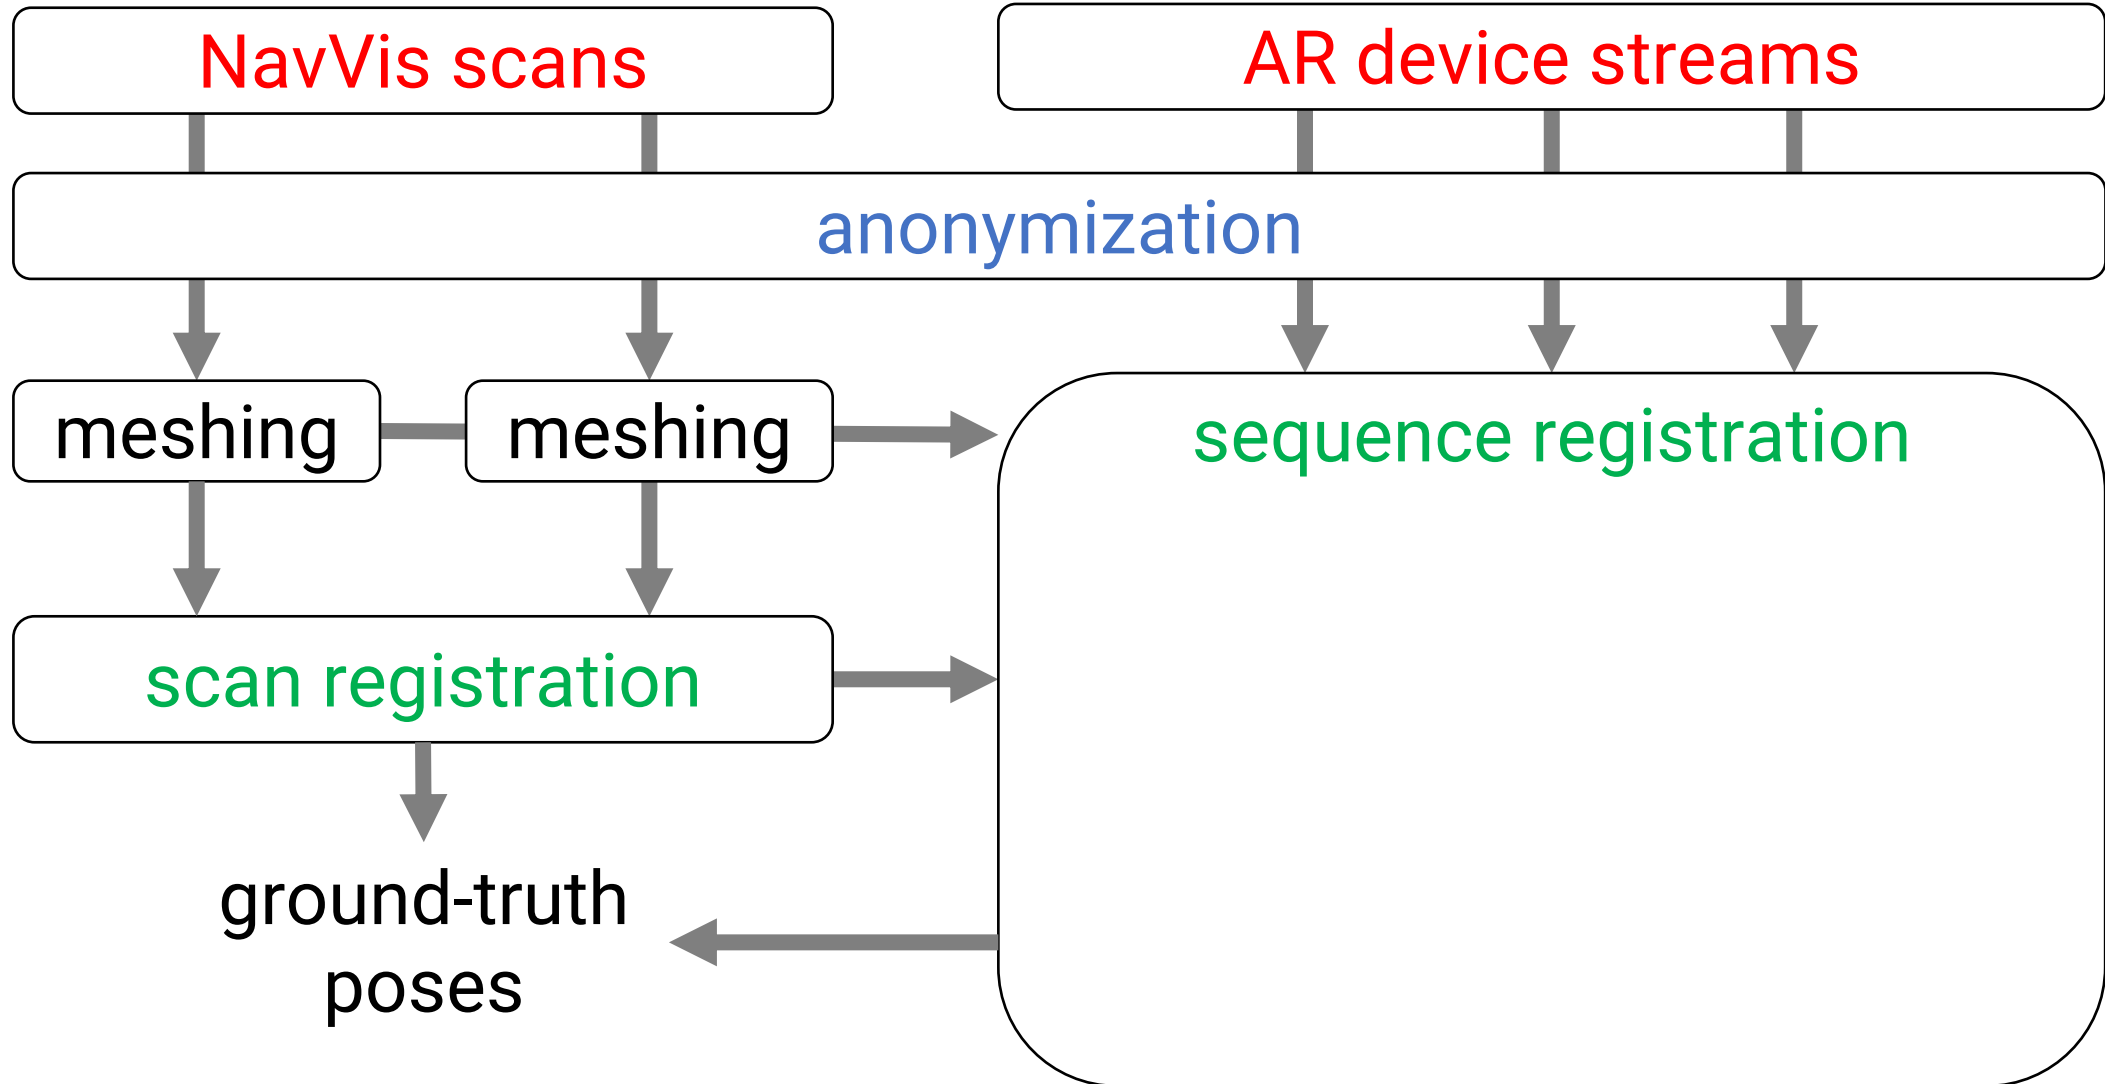 NavVis scans
AR device streams
anonymization
meshing
meshing
sequence registration
scan registration
ground-truth
poses